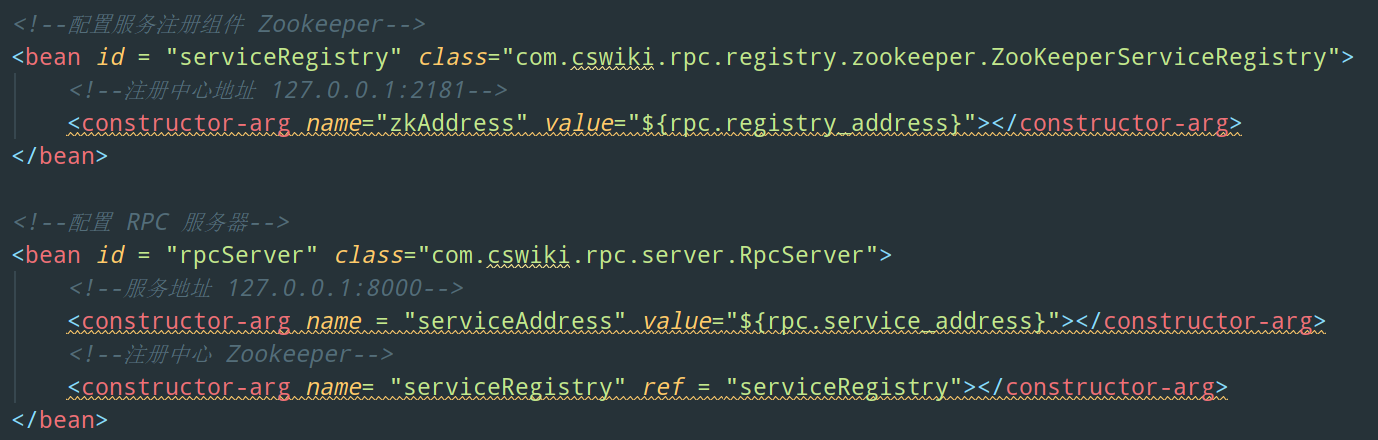 <!--配置服务注册组件 Zookeeper-->
<bean id = "serviceRegistry" class="com.cswiki.rpc.registry.zookeeper.ZooKeeperServiceRegistry">
<!--注册中心地址 127.0.0.1:2181-->
<constructor-arg name="zkAddress" value="${rpc.registry_address}"></constructor-arg>
</bean>
<!--配置 RPC 服务器-->
<bean id = "rpcServer" class="com.cswiki.rpc.server.RpcServer">
<!--服务地址 127.0.0.1:8000-->
<constructor-arg name = "serviceAddress" value="${rpc.service_address}"></constructor-arg>
<!--注册中心 Zookeeper-->
<constructor-arg name= "serviceRegistry" ref = "serviceRegistry"></constructor-arg>
</bean>